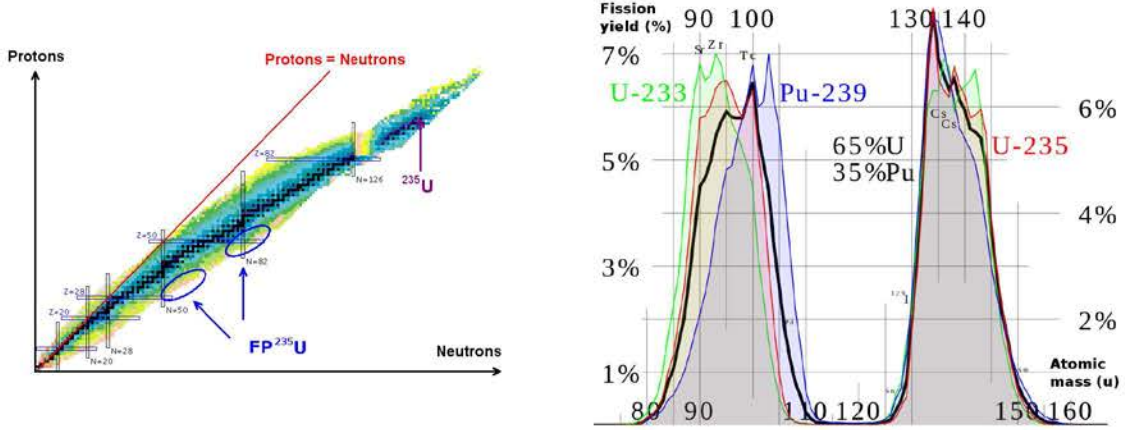 Protons
Protons = Neutrons
Z=82
N=126
235U
Z=50
N=82
Z=28
N=50
Z=20
N=28
N=20
FP 235U
Neutrons
Fission
yield (%)
90 100 130 140
7%
Sr Zr Tc
U-233 Pu-239
6%
Cs
Cs
65%U
35%Pu
U-235
5%
4%
3%
129I
2%
1%
Atomic
mass (u)
80 90 110 120 150 160